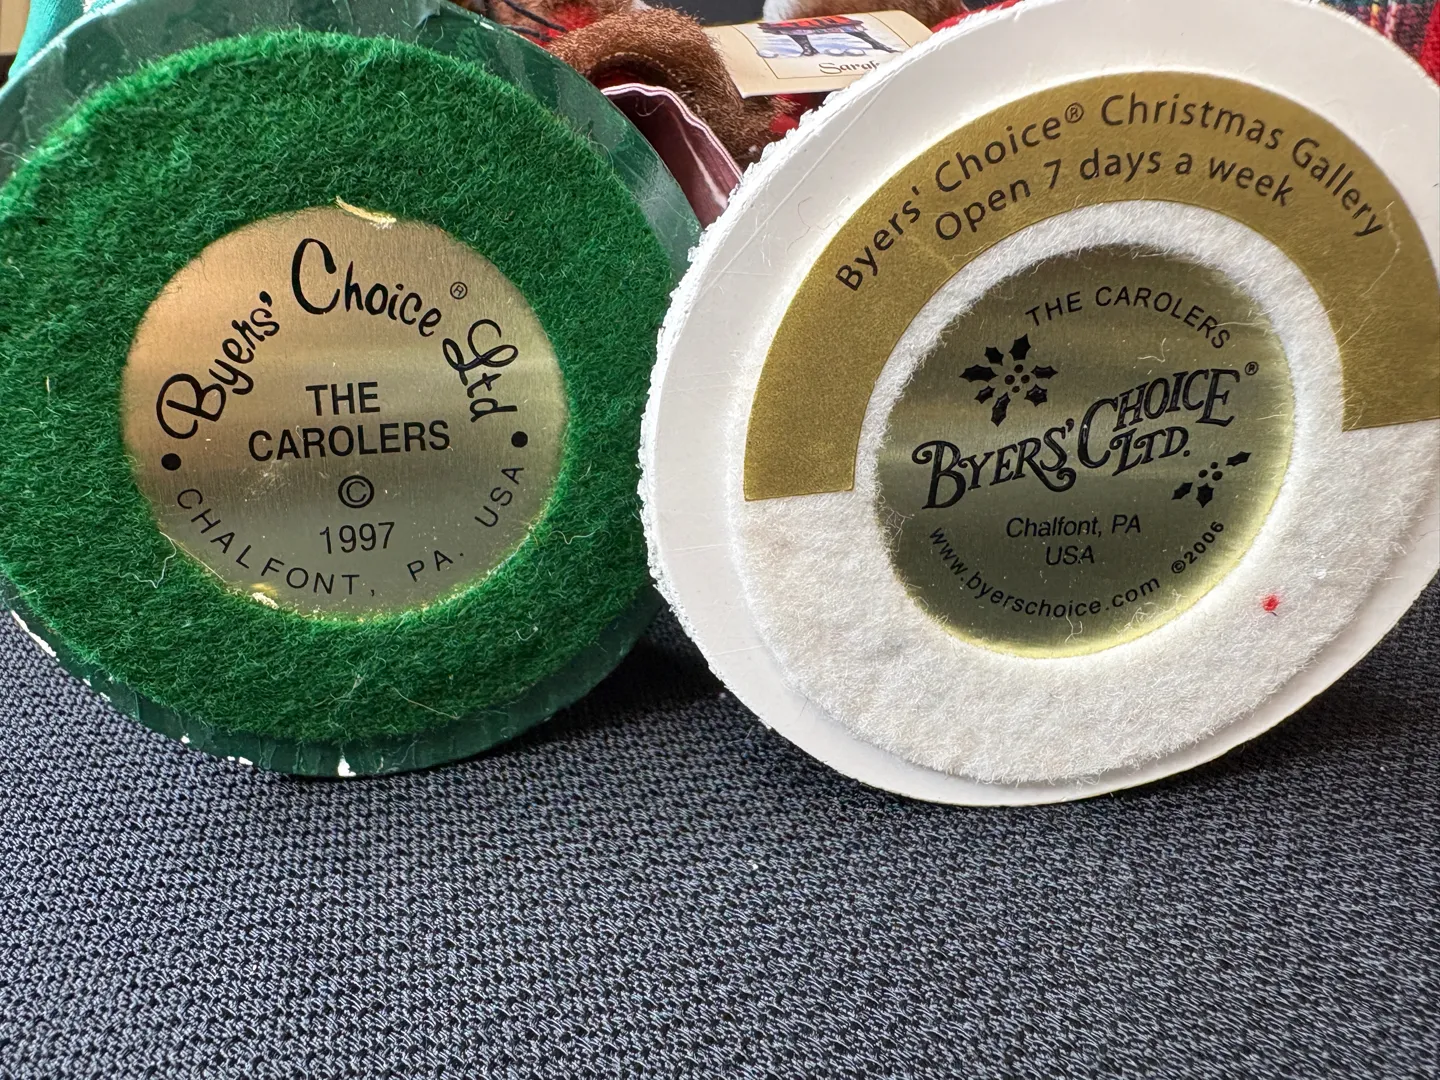 Byers' Choice® Ltd
THE
CAROLERS
©
1997
• CHALFONT, PA. USA •
Byers' Choice® Christmas Gallery
Open 7 days a week
THE CAROLERS
BYERS' CHOICE®
LTD.
Chalfont, PA
USA
www.byerschoice.com ©2006